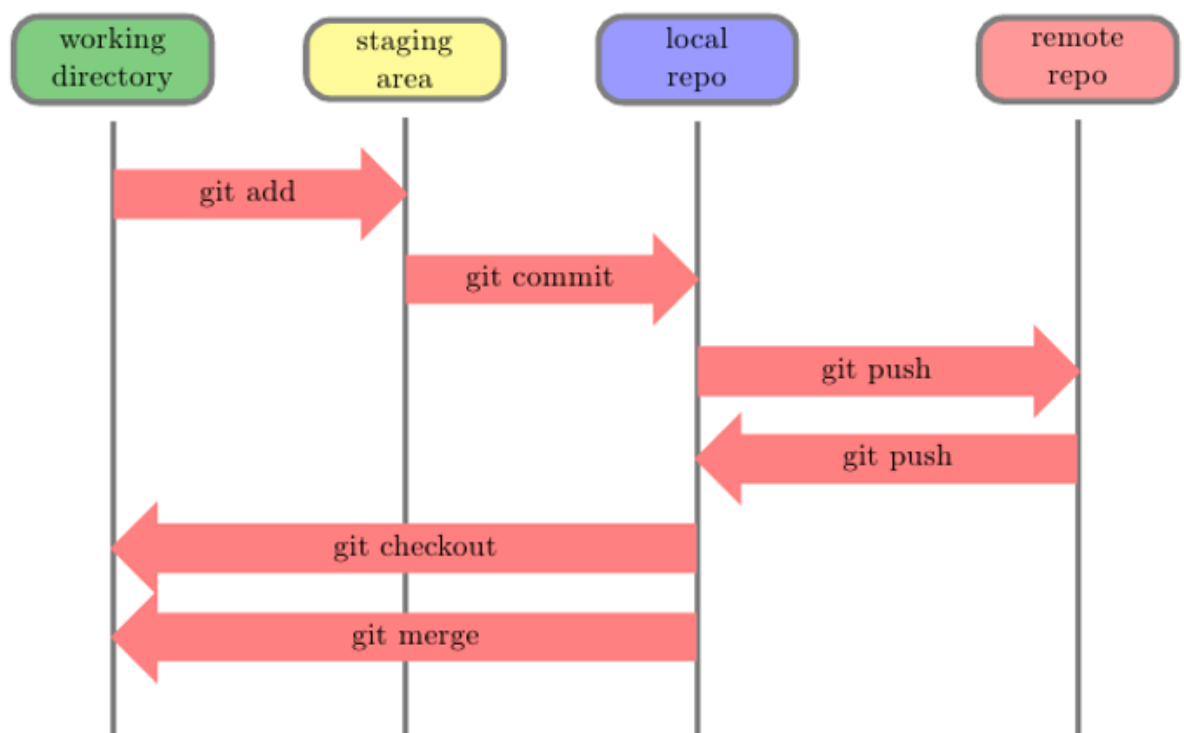 working
directory
staging
area
local
repo
remote
repo
git add
git commit
git push
git push
git checkout
git merge